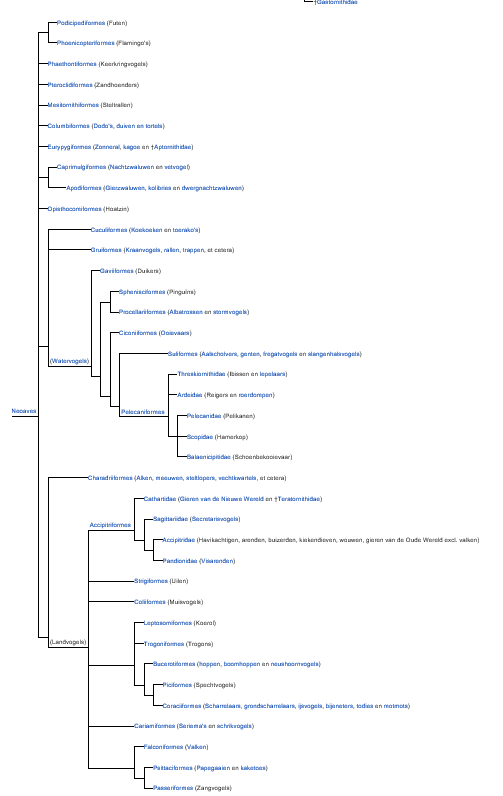 †Gastornithidae
Podicipediformes (Futen)
Phoenicopteriformes (Flamingo's)
Phaethontiformes (Keerkringvogels)
Pteroclidiformes (Zandhoenders)
Mesitornithiformes (Steltrallen)
Columbiformes (Dodo's, duiven en tortels)
Eurypygiformes (Zonneral, kagoe en †Aptornithidae)
Caprimulgiformes (Nachtzwaluwen en vetvogel)
Apodiformes (Gierzwaluwen, kolibries en dwergnachtzwaluwen)
Opisthocomiformes (Hoatzin)
Cuculiformes (Koekoeken en toerako's)
Gruiformes (Kraanvogels, rallen, trappen, et cetera)
Gaviiformes (Duikers)
Sphenisciformes (Pinguïns)
Procellariiformes (Albatrossen en stormvogels)
Ciconiiformes (Ooievaars)
Suliformes (Aalscholvers, genten, fregatvogels en slangenhalsvogels)
(Watervogels)
Threskiornithidae (Ibissen en lepelaars)
Ardeidae (Reigers en roerdompen)
Neoaves
Pelecaniformes
Pelecanidae (Pelikanen)
Scopidae (Hamerkop)
Balaenicipitidae (Schoenbekooievaar)
Charadriiformes (Alken, meeuwen, steltlopers, vechtkwartels, et cetera)
Cathartidae (Gieren van de Nieuwe Wereld en †Teratornithidae)
Accipitriformes
Sagittariidae (Secretarisvogels)
Accipitridae (Havikachtigen, arenden, buizerden, kiekendieven, wouwen, gieren van de Oude Wereld excl. valken)
Pandionidae (Visarenden)
Strigiformes (Uilen)
Coliiformes (Muisvogels)
Leptosomiformes (Koerol)
(Landvogels)
Trogoniformes (Trogons)
Bucerotiformes (hoppen, boomhoppen en neushoornvogels)
Piciformes (Spechtvogels)
Coraciiformes (Scharrelaars, grondscharrelaars, ijsvogels, bijeneters, todies en motmots)
Cariamiformes (Seriema's en schrikvogels)
Falconiformes (Valken)
Psittaciformes (Papegaaien en kaketoes)
Passeriformes (Zangvogels)